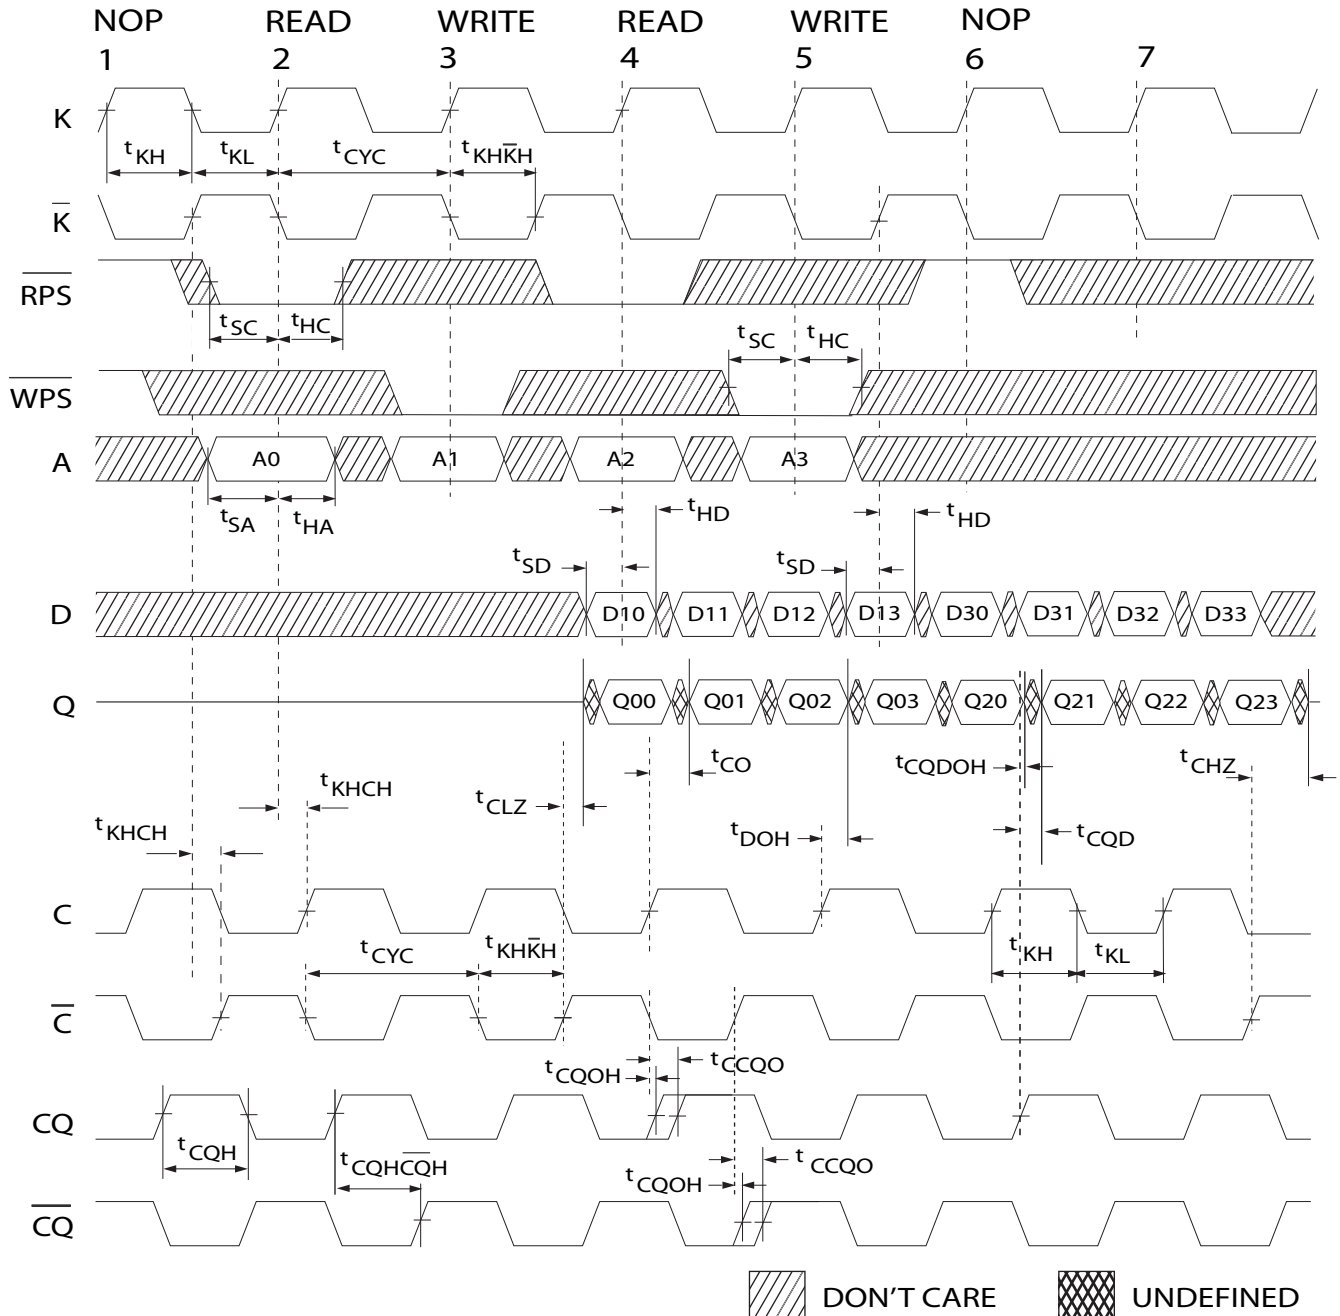 NOP READ WRITE READ WRITE NOP
1 2 3 4 5 6 7
K
tKH tKL tCYC tKHK̅H
K̅
R̅P̅S̅
tSC tHC
tSC tHC
W̅P̅S̅
A A0 A1 A2 A3
tSA tHA
tHD tHD
tSD tSD
D D10 D11 D12 D13 D30 D31 D32 D33
Q Q00 Q01 Q02 Q03 Q20 Q21 Q22 Q23
tCO tCQDOH tCHZ
tKHCH tCLZ
tKHCH tDOH tCQD
C
tCYC tKHK̅H tKH tKL
C̅
tCQOH tCCQO
CQ
tCQH tCQHC̅Q̅H tCQOH tCCQO
C̅Q̅
DON'T CARE UNDEFINED